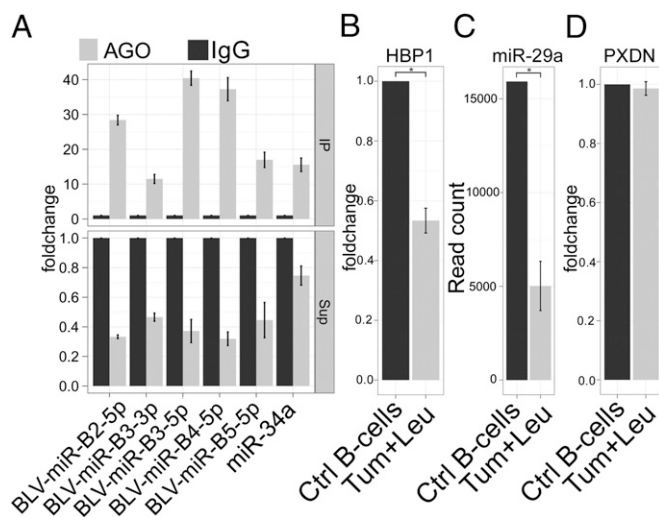 A
AGO
IgG
foldchange
40
30
20
10
0
IP
1.0
0.8
0.6
0.4
0.2
0.0
Sup
BLV-miR-B2-5p
BLV-miR-B3-3p
BLV-miR-B3-5p
BLV-miR-B4-5p
BLV-miR-B5-5p
miR-34a
B
HBP1
*
foldchange
1.0
0.8
0.6
0.4
0.2
0.0
Ctrl B-cells
Tum+Leu
C
miR-29a
*
Read count
15000
10000
5000
0
Ctrl B-cells
Tum+Leu
D
PXDN
foldchange
1.0
0.8
0.6
0.4
0.2
0.0
Ctrl B-cells
Tum+Leu